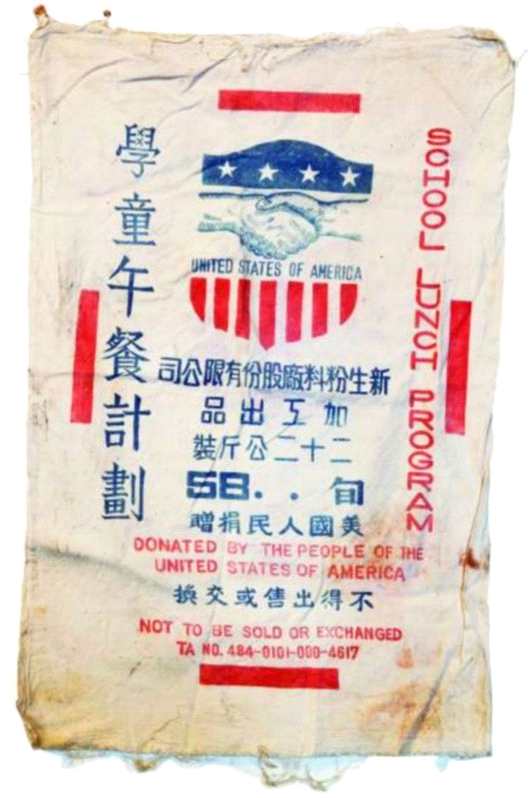 學童午餐計劃
SCHOOL LUNCH PROGRAM
UNITED STATES OF AMERICA
新生粉料廠股份有限公司
加工出品
二十二公斤裝
58. . 旬
美國人民捐贈
DONATED BY THE PEOPLE OF THE
UNITED STATES OF AMERICA
不得出售或交換
NOT TO BE SOLD OR EXCHANGED
TA NO. 484-0101-000-4617